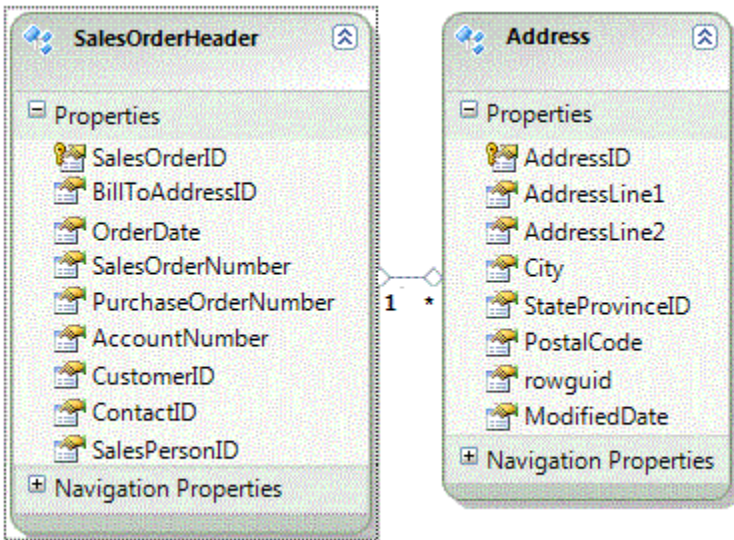 SalesOrderHeader
Properties
SalesOrderID
BillToAddressID
OrderDate
SalesOrderNumber
PurchaseOrderNumber
AccountNumber
CustomerID
ContactID
SalesPersonID
Navigation Properties
1 *
Address
Properties
AddressID
AddressLine1
AddressLine2
City
StateProvinceID
PostalCode
rowguid
ModifiedDate
Navigation Properties